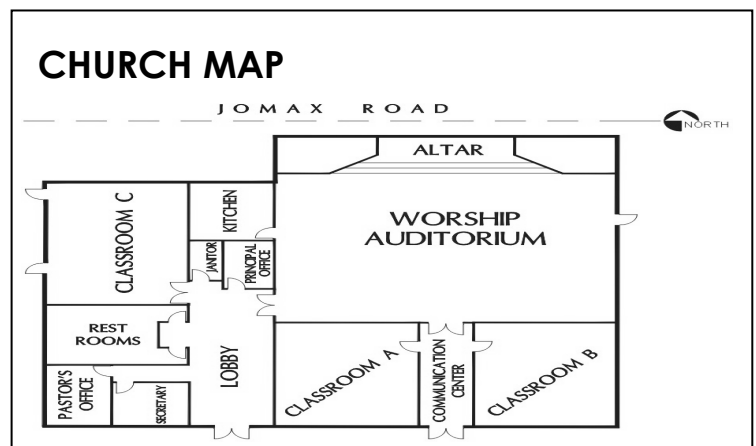 CHURCH MAP
JOMAX ROAD
NORTH
ALTAR
WORSHIP
AUDITORIUM
KITCHEN
CLASSROOM C
JANITOR
PRINCIPAL
OFFICE
REST
ROOMS
LOBBY
PASTOR'S
OFFICE
SECRETARY
CLASSROOM A
COMMUNICATION
CENTER
CLASSROOM B